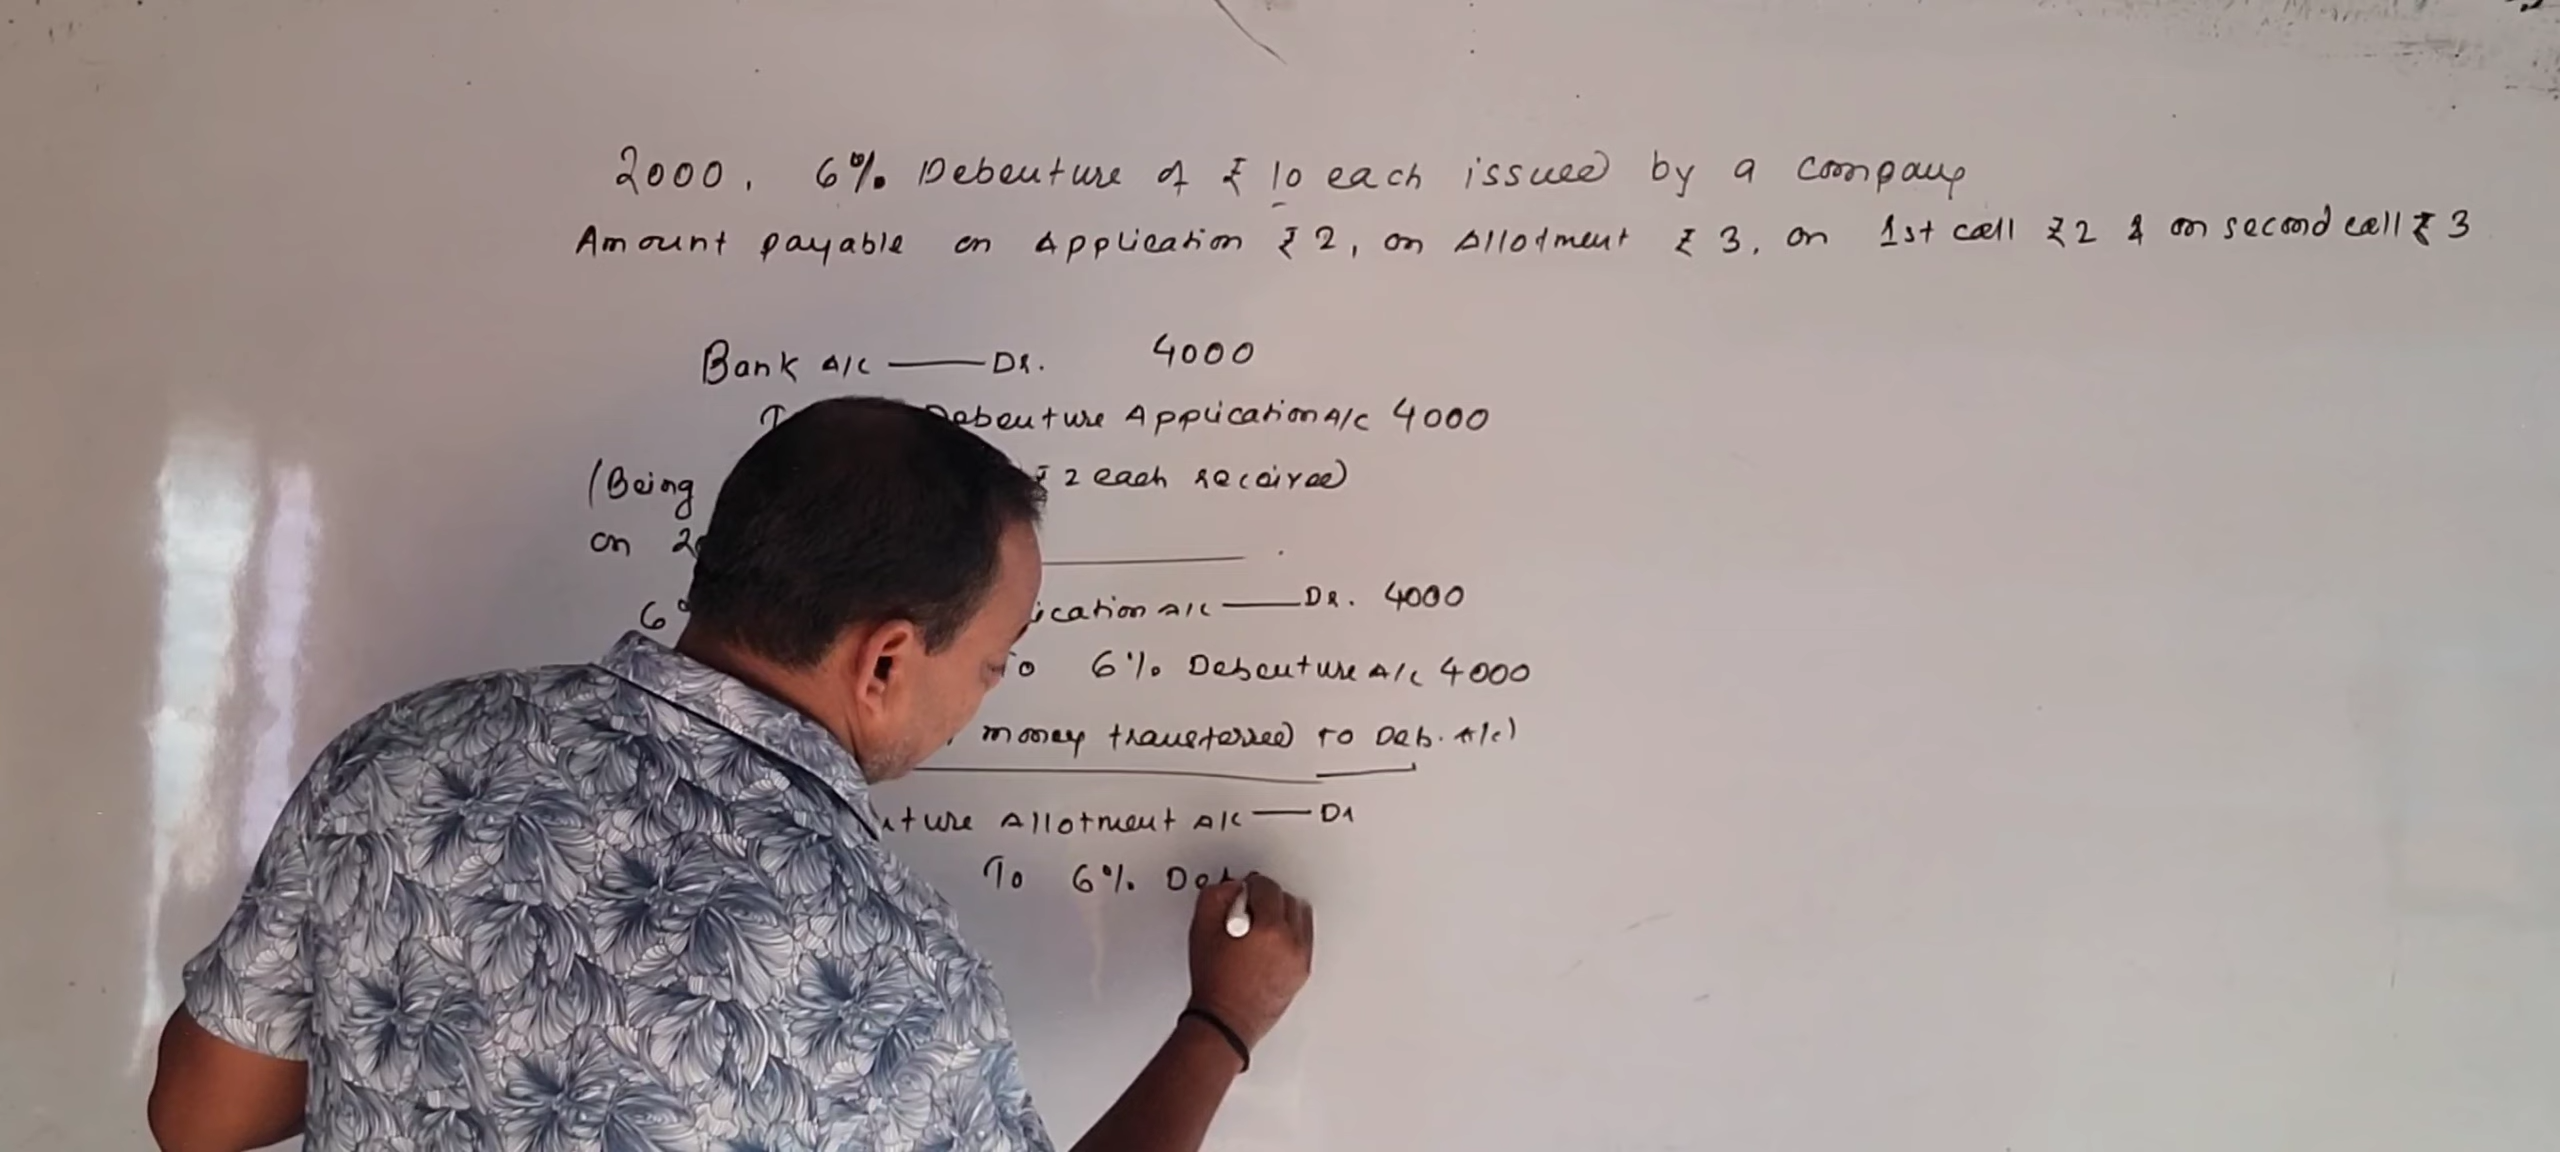 2000, 6% Debenture of ₹ 10 each issued by a company
Amount payable on Application ₹ 2, on Allotment ₹ 3, on 1st call ₹ 2 & on second call ₹ 3
Bank A/C —— Dr. 4000
Debenture Application A/C 4000
(Being ₹ 2 each received)
on
ication A/C —— Dr. 4000
To 6% Debenture A/C 4000
money transferred to Deb. A/c)
ture Allotment A/C —— Dr
To 6% Deb